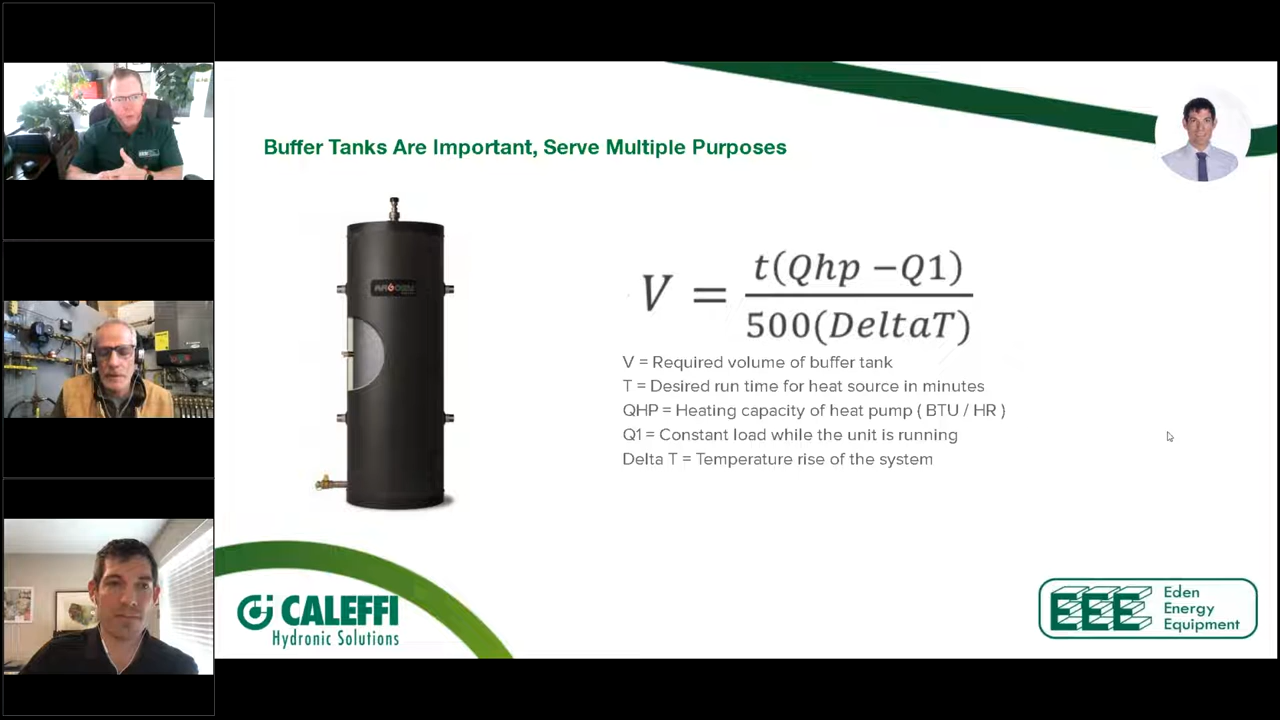 Buffer Tanks Are Important, Serve Multiple Purposes
V = t(Qhp −Q1) / 500(DeltaT)
V = Required volume of buffer tank
T = Desired run time for heat source in minutes
QHP = Heating capacity of heat pump ( BTU / HR )
Q1 = Constant load while the unit is running
Delta T = Temperature rise of the system
CALEFFI
Hydronic Solutions
EEE
Eden
Energy
Equipment